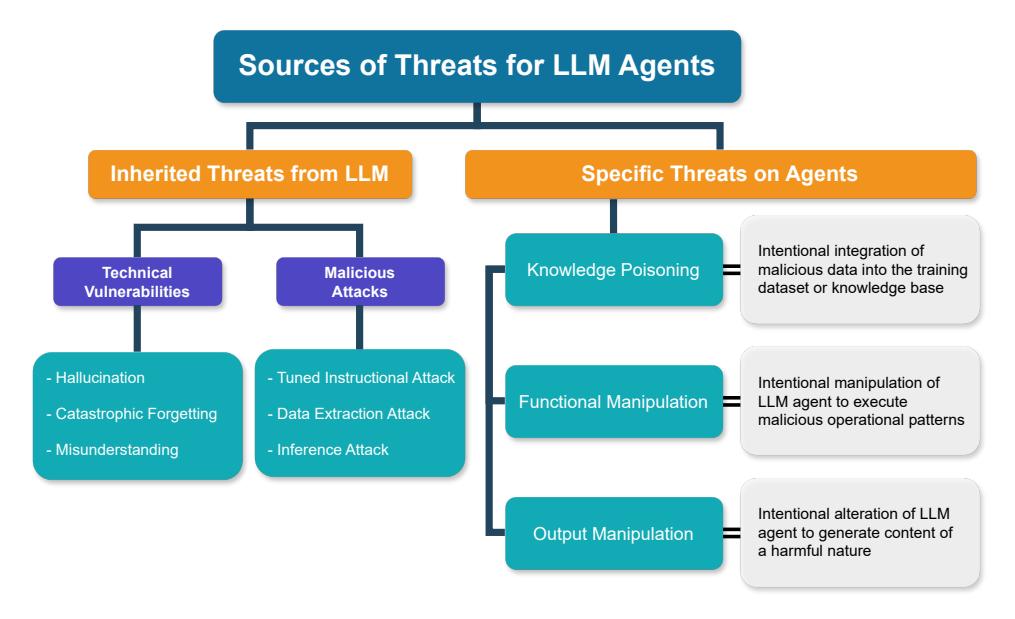 Sources of Threats for LLM Agents
Inherited Threats from LLM
Specific Threats on Agents
Technical
Vulnerabilities
Malicious
Attacks
- Hallucination
- Catastrophic Forgetting
- Misunderstanding
- Tuned Instructional Attack
- Data Extraction Attack
- Inference Attack
Knowledge Poisoning
Intentional integration of
malicious data into the training
dataset or knowledge base
Functional Manipulation
Intentional manipulation of
LLM agent to execute
malicious operational patterns
Output Manipulation
Intentional alteration of LLM
agent to generate content of
a harmful nature